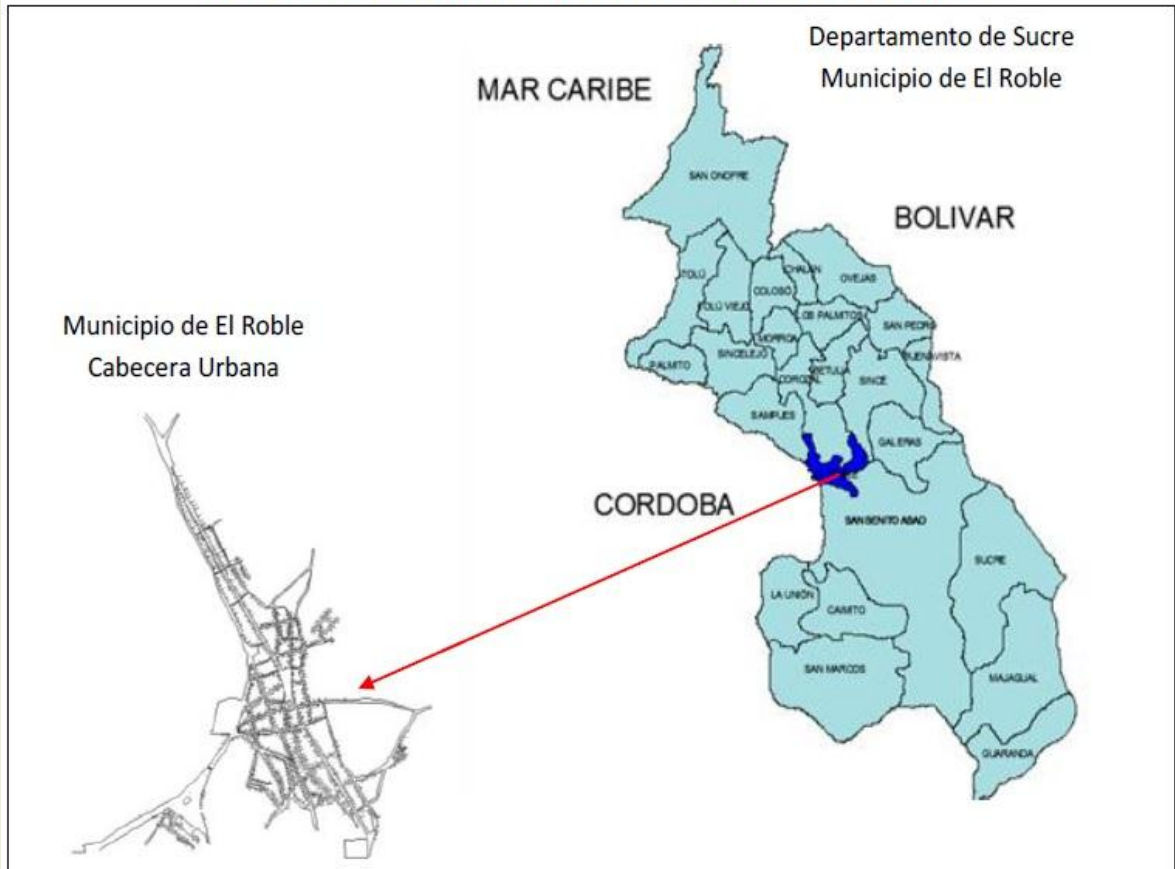 Departamento de Sucre
Municipio de El Roble
MAR CARIBE
SAN ONOFRE
BOLIVAR
TOLÚ
TOLÚ VIEJO
COLOSÓ
CHALÁN
OVEJAS
LOS PALMITOS
SAN PEDRO
MORROA
BUENAVISTA
PALMITO
SINCELEJO
COROZAL
BETULIA
SINCÉ
SAMPUES
GALERAS
Municipio de El Roble
Cabecera Urbana
CORDOBA
SAN BENITO ABAD
SUCRE
LA UNIÓN
CAIMITO
SAN MARCOS
MAJAGUAL
GUARANDA